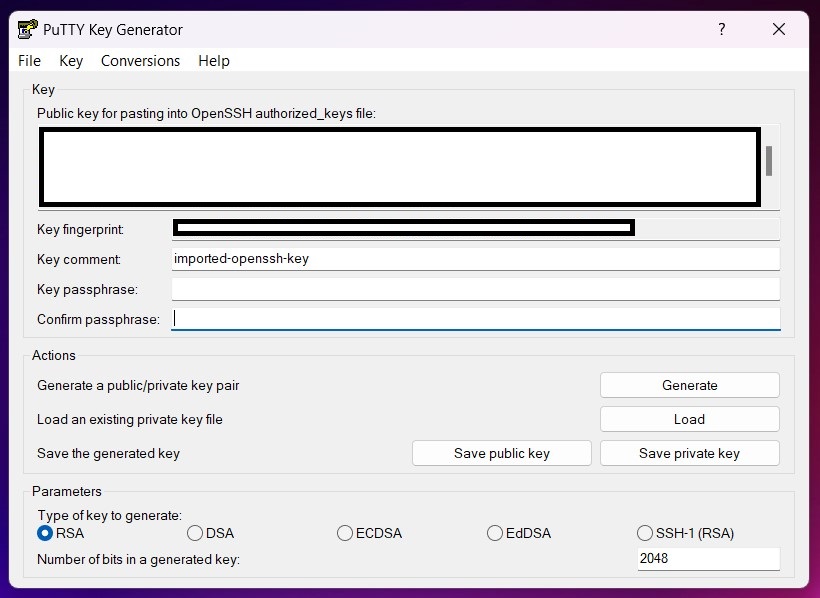 PuTTY Key Generator ?
File Key Conversions Help
Key
Public key for pasting into OpenSSH authorized_keys file:
Key fingerprint:
Key comment: imported-openssh-key
Key passphrase:
Confirm passphrase:
Actions
Generate a public/private key pair Generate
Load an existing private key file Load
Save the generated key Save public key Save private key
Parameters
Type of key to generate:
RSA DSA ECDSA EdDSA SSH-1 (RSA)
Number of bits in a generated key: 2048